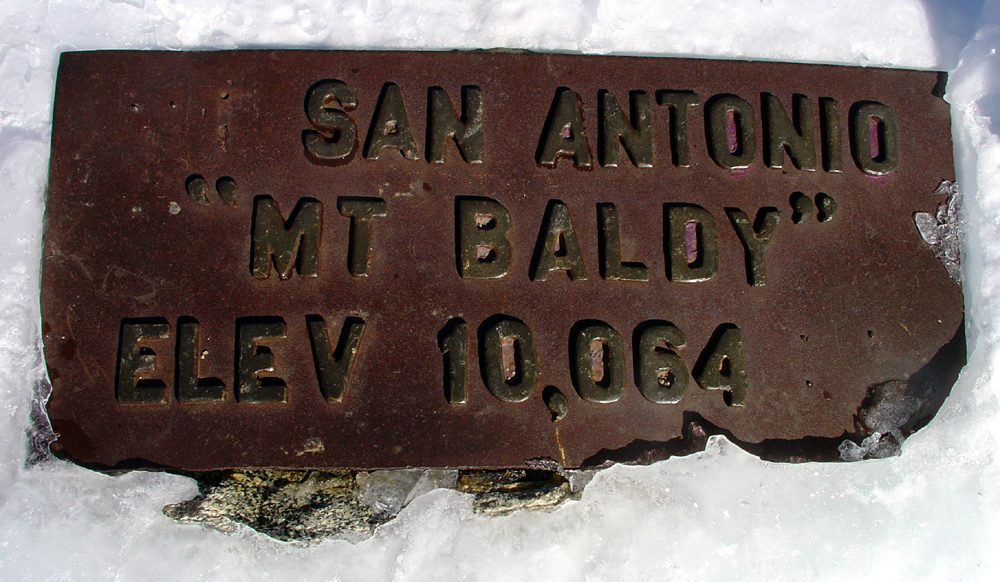 SAN ANTONIO
“MT BALDY”
ELEV 10,064